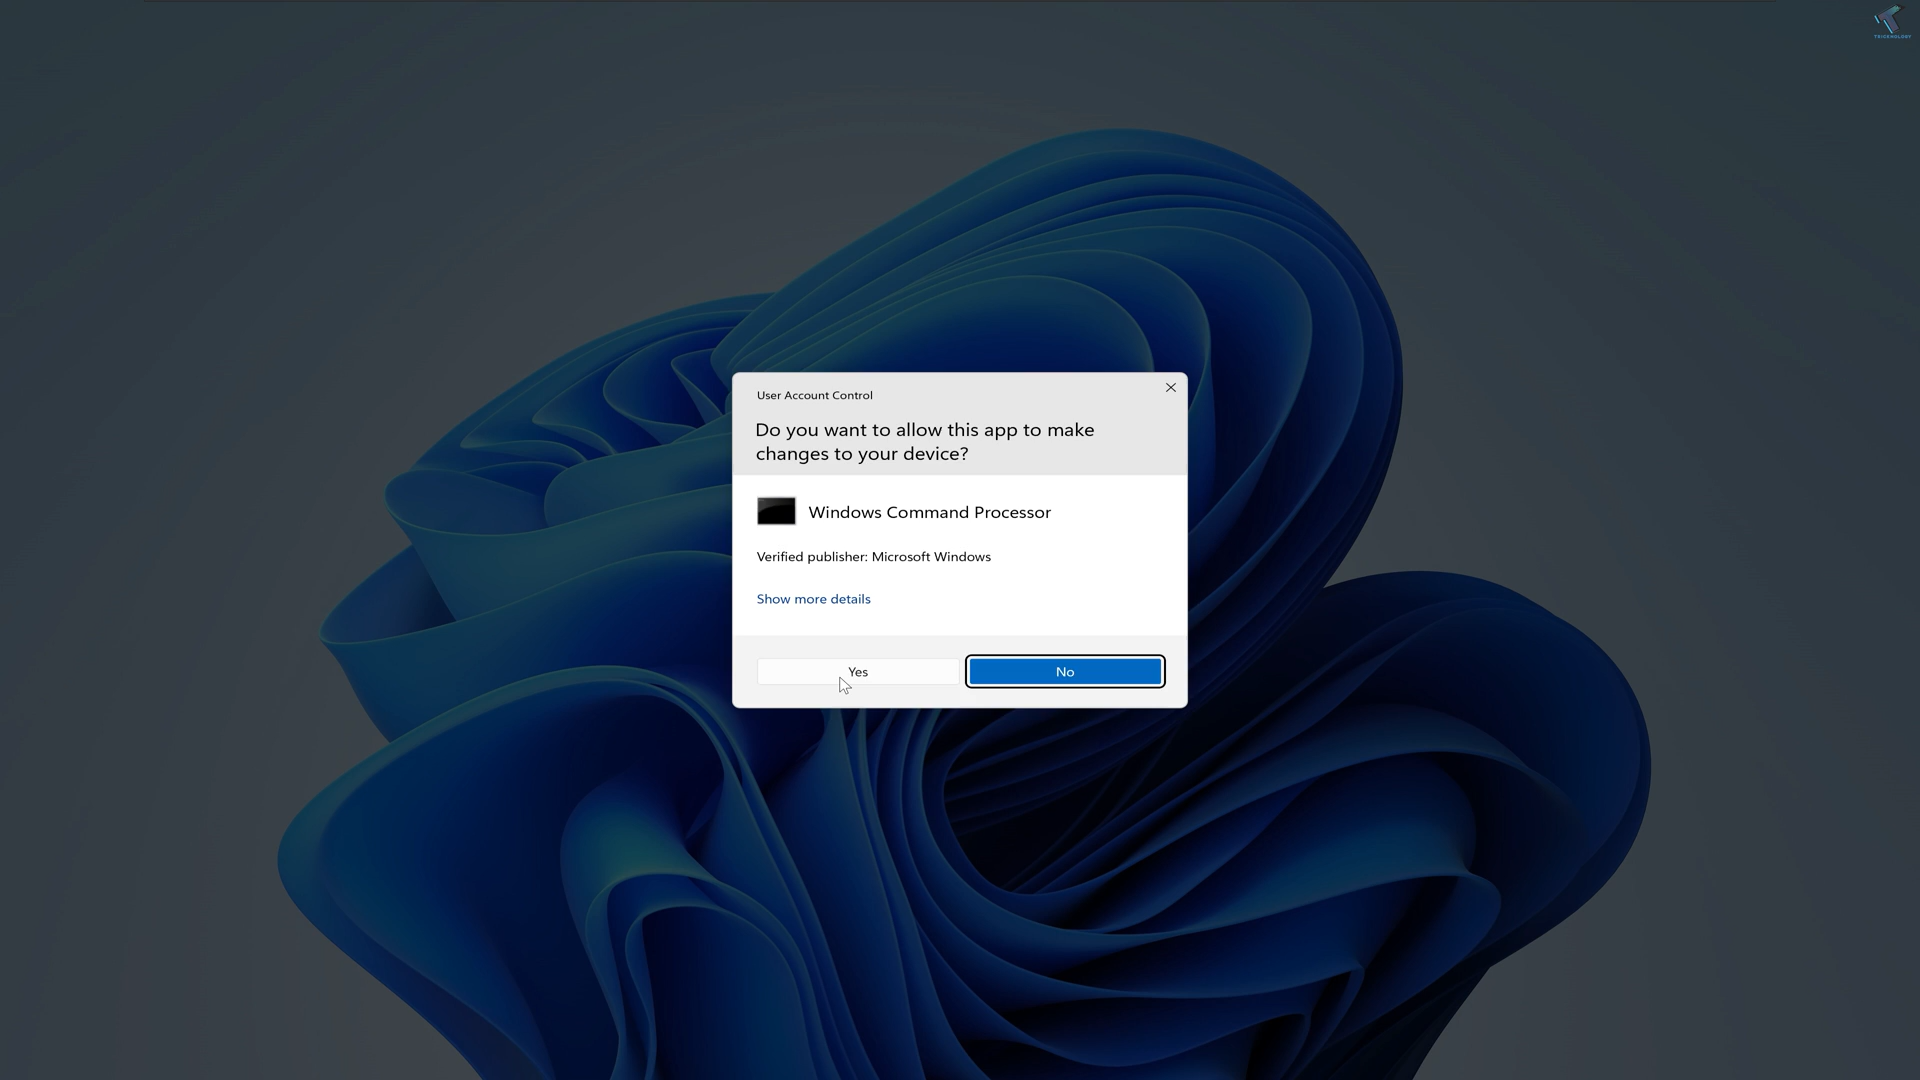 TRICKNOLOGY
User Account Control
Do you want to allow this app to make
changes to your device?
Windows Command Processor
Verified publisher: Microsoft Windows
Show more details
Yes
No